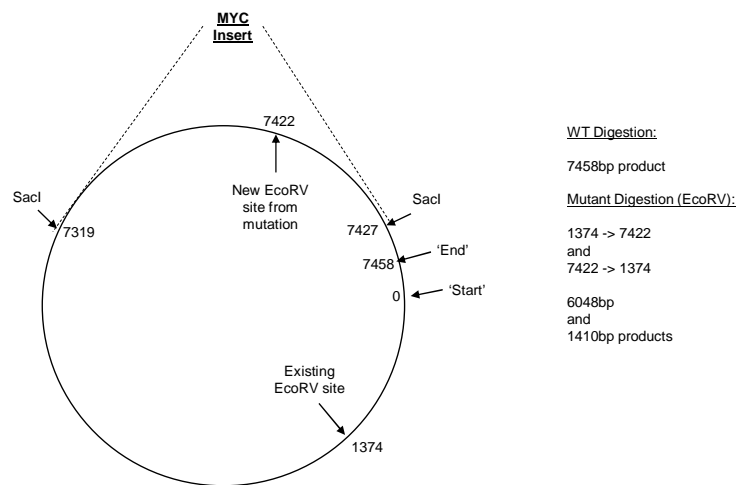 MYC
Insert
7422
New EcoRV
site from
mutation
SacI
7319
SacI
7427
7458
'End'
0
'Start'
Existing
EcoRV site
1374
WT Digestion:
7458bp product
Mutant Digestion (EcoRV):
1374 -> 7422
and
7422 -> 1374
6048bp
and
1410bp products